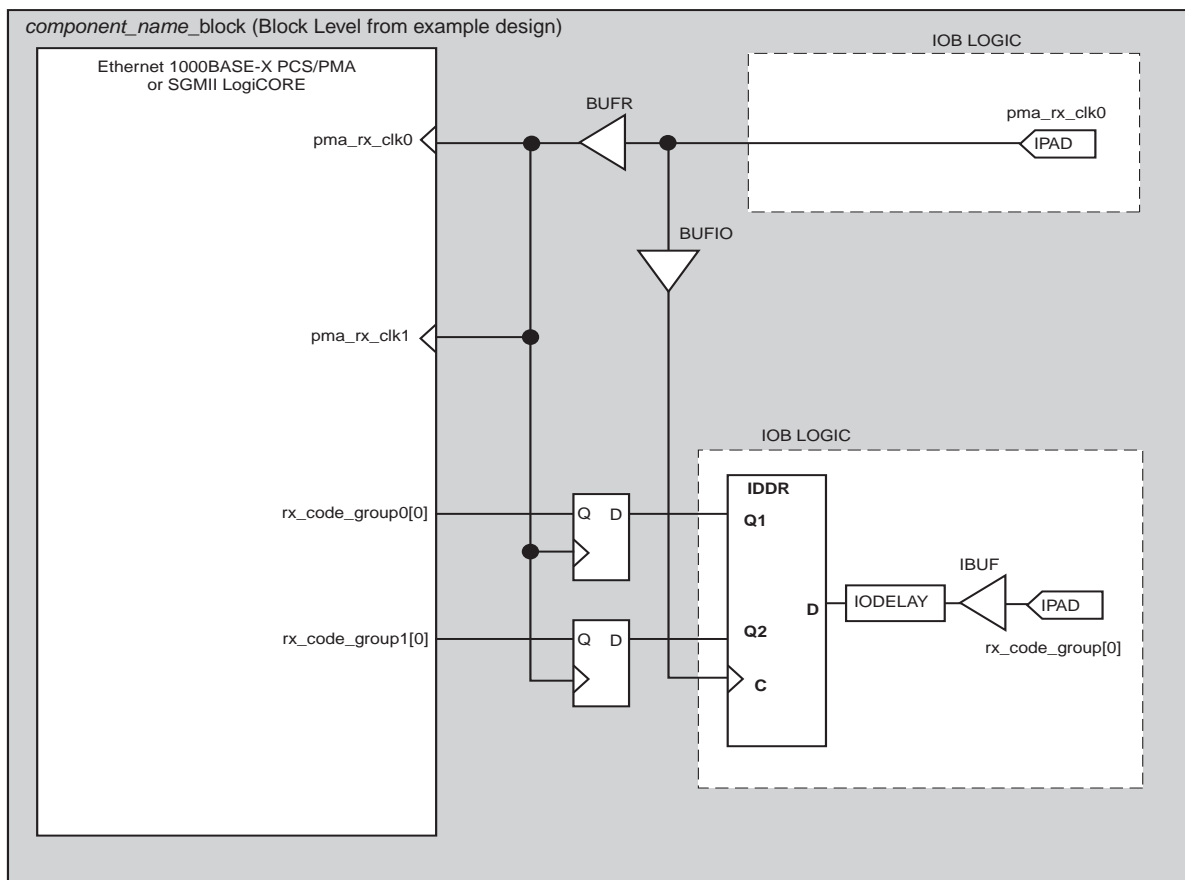 component_name_block (Block Level from example design)
IOB LOGIC
Ethernet 1000BASE-X PCS/PMA
or SGMII LogiCORE
BUFR
pma_rx_clk0
pma_rx_clk0
IPAD
BUFIO
pma_rx_clk1
IOB LOGIC
IDDR
rx_code_group0[0]
Q D
Q1
IBUF
D
IODELAY
IPAD
rx_code_group1[0]
Q D
Q2
rx_code_group[0]
C